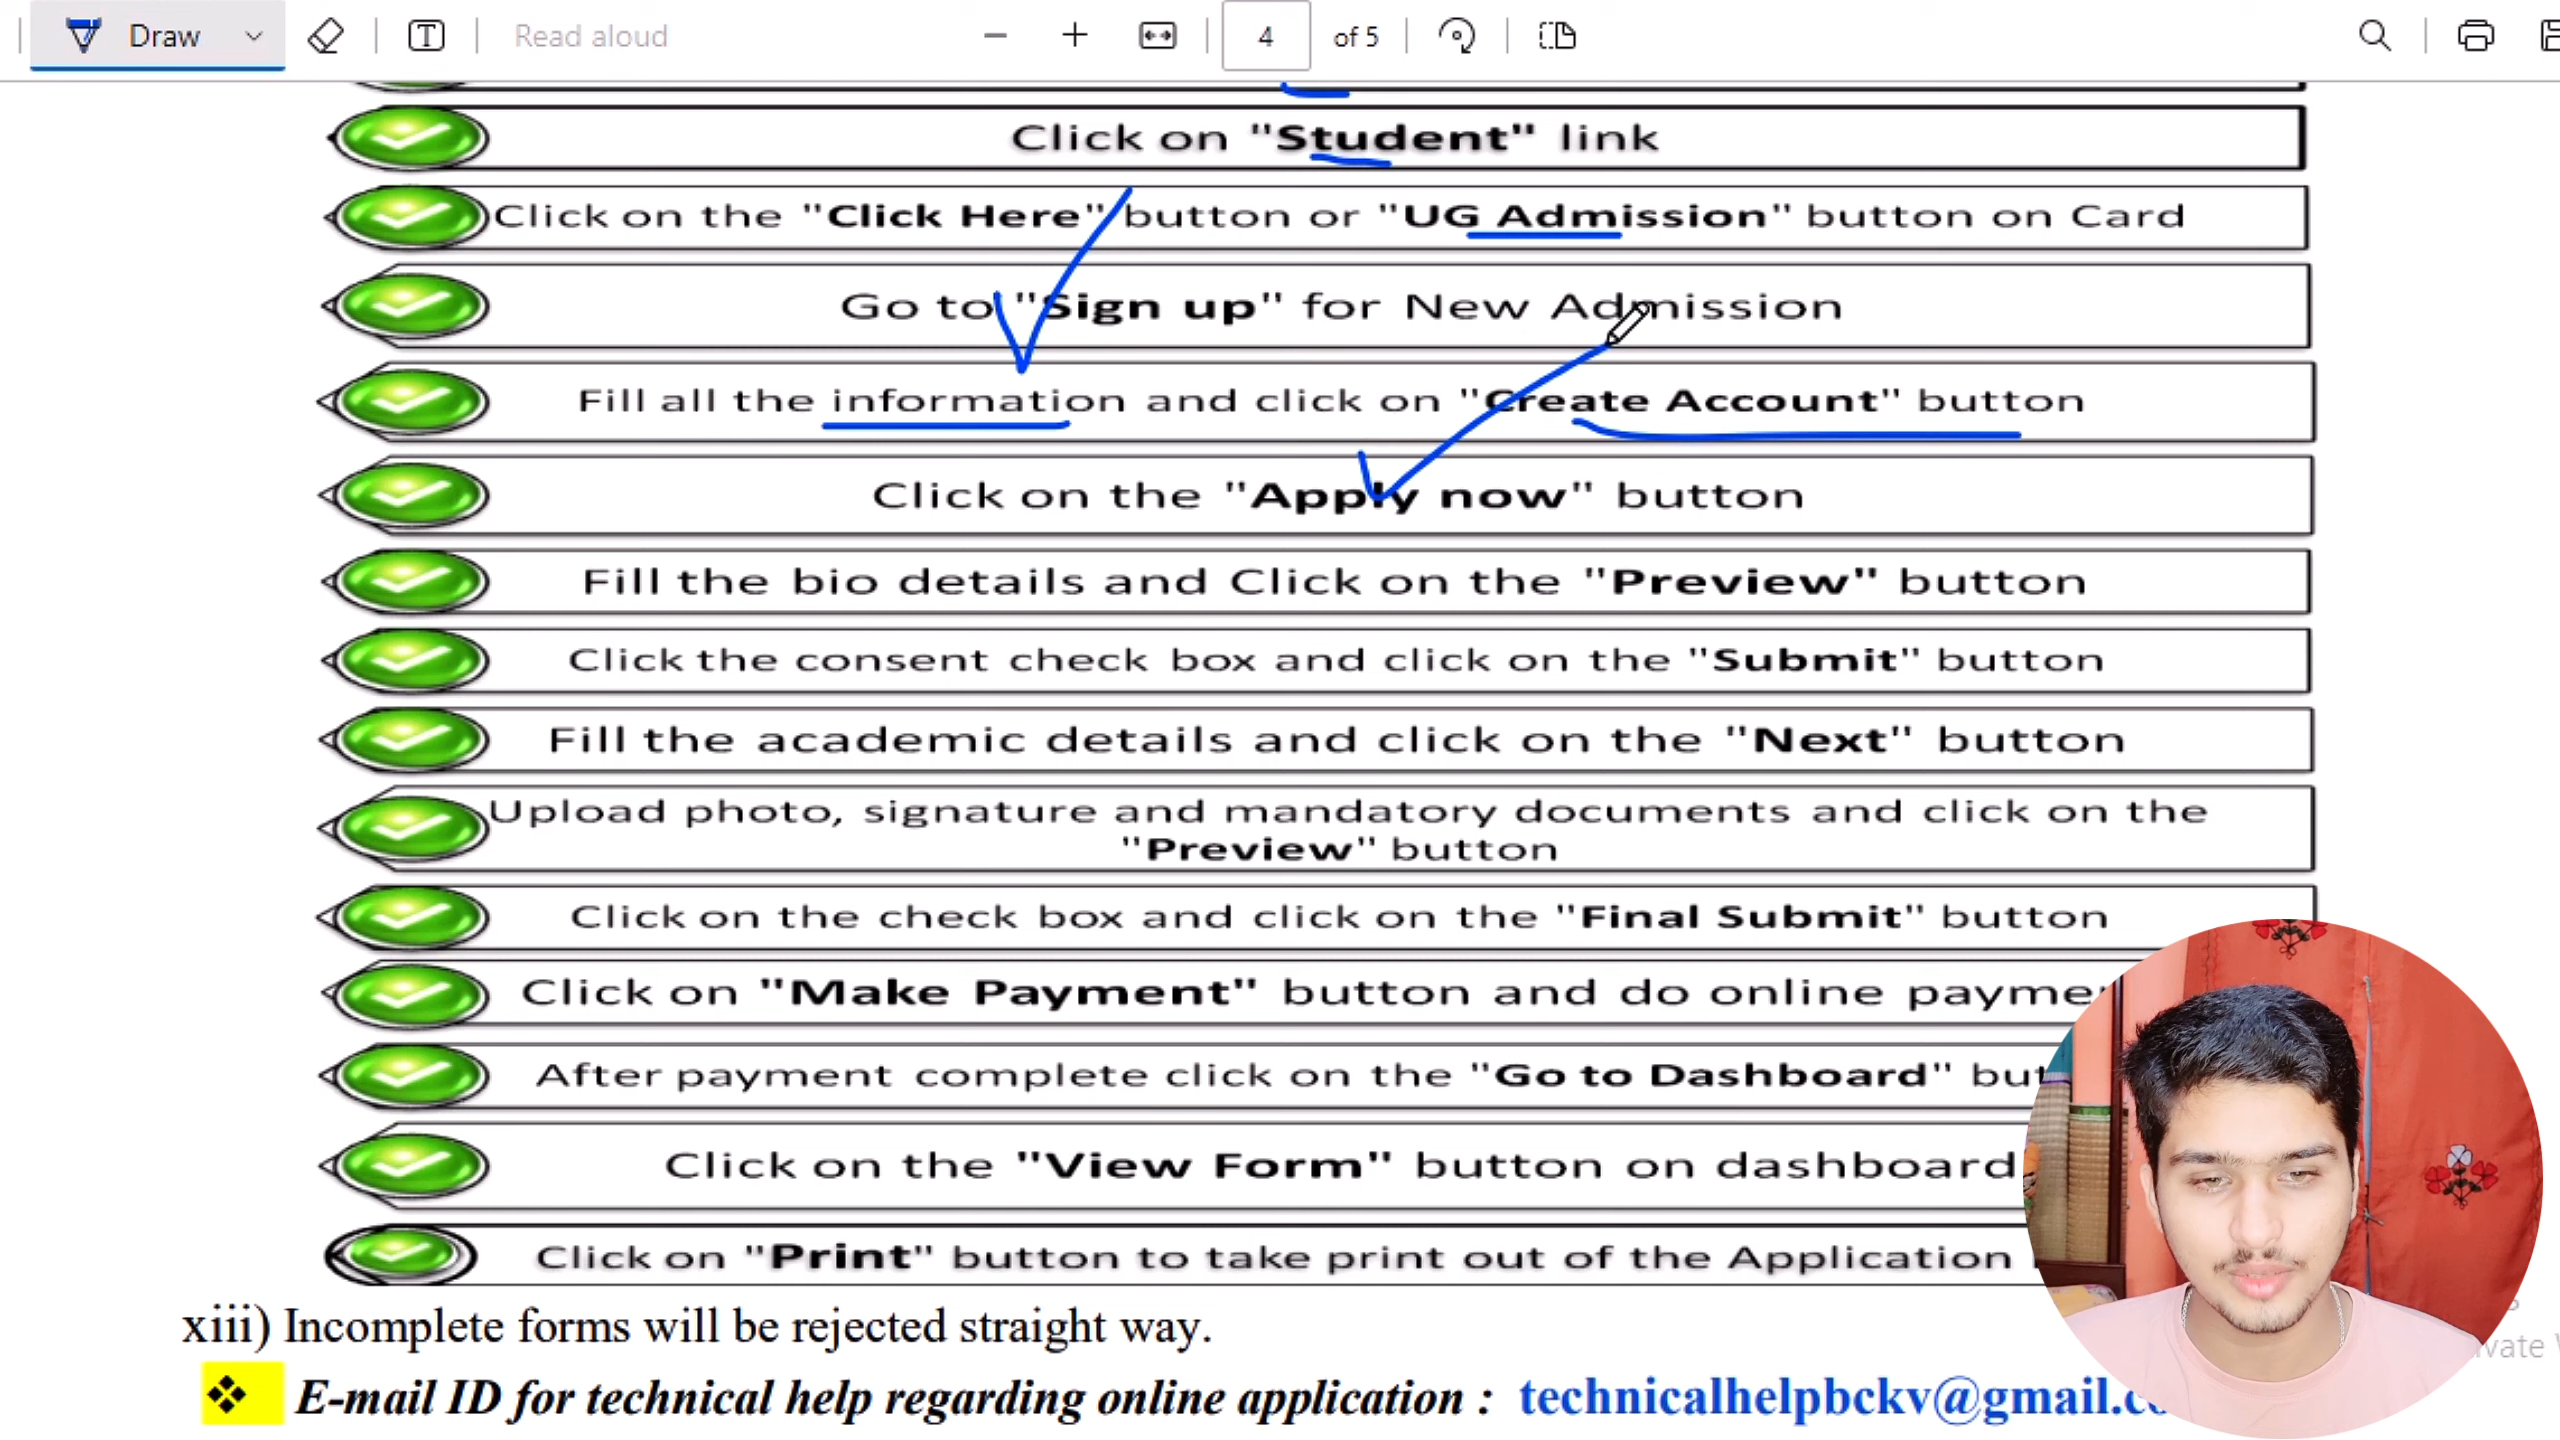 Draw
Read aloud
4
of 5
Click on "Student" link
Click on the "Click Here" button or "UG Admission" button on Card
Go to "Sign up" for New Admission
Fill all the information and click on "Create Account" button
Click on the "Apply now" button
Fill the bio details and Click on the "Preview" button
Click the consent check box and click on the "Submit" button
Fill the academic details and click on the "Next" button
Upload photo, signature and mandatory documents and click on the
"Preview" button
Click on the check box and click on the "Final Submit" button
Click on "Make Payment" button and do online
After payment complete click on the "Go to Dashboard"
Click on the "View Form" button on dashboard
Click on "Print" button to take print out of the Application
xiii) Incomplete forms will be rejected straight way.
E-mail ID for technical help regarding online application :